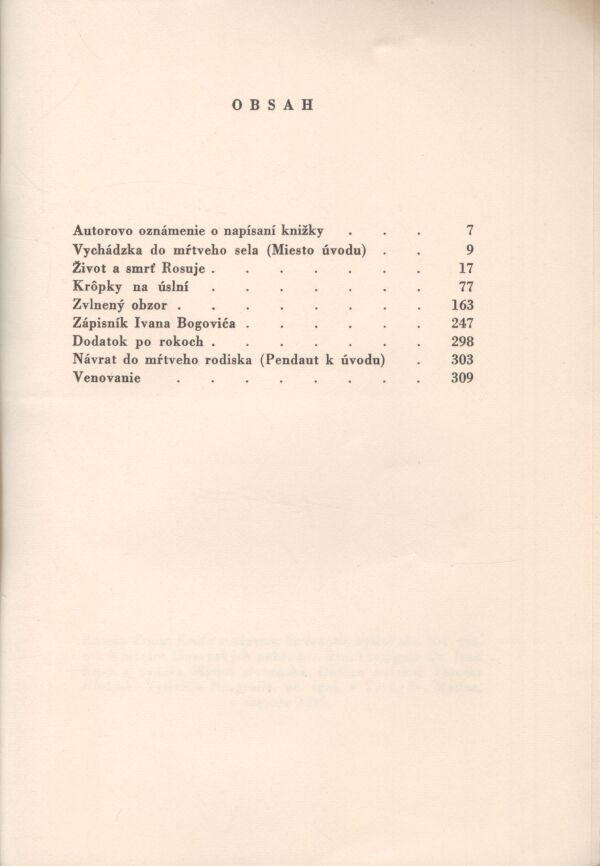 OBSAH
Autorovo oznámenie o napísaní knižky . . . 7
Vychádzka do mŕtveho sela (Miesto úvodu) . . 9
Život a smrť Rosuje . . . . . . 17
Krôpky na úslní . . . . . . 77
Zvlnený obzor . . . . . . . 163
Zápisník Ivana Bogovića . . . . . 247
Dodatok po rokoch . . . . . . 298
Návrat do mŕtveho rodiska (Pendaut k úvodu) . 303
Venovanie . . . . . . . 309